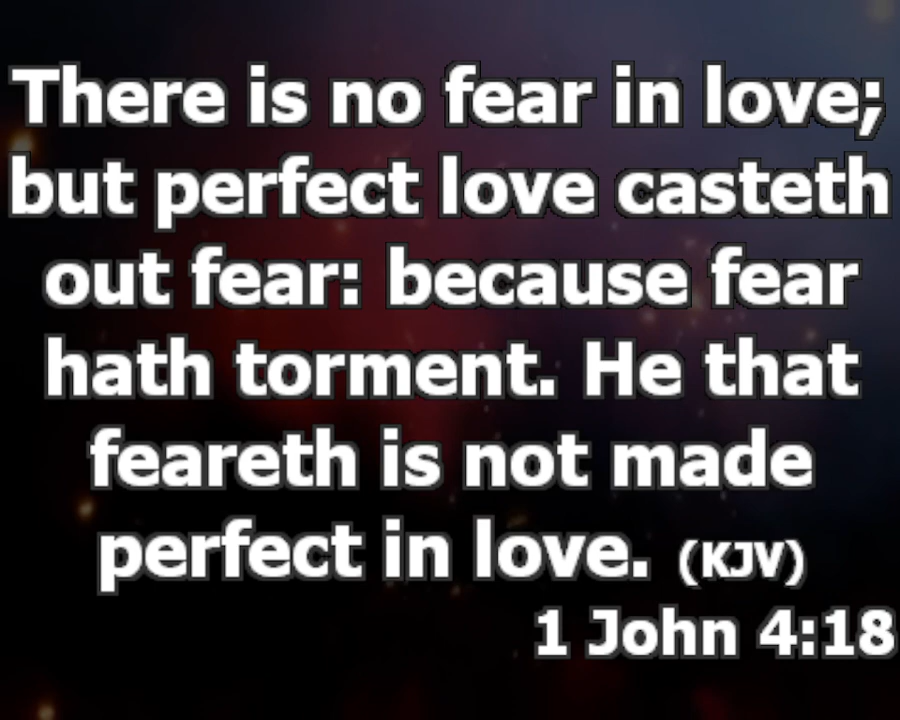 There is no fear in love;
but perfect love casteth
out fear: because fear
hath torment. He that
feareth is not made
perfect in love. (KJV)
1 John 4:18